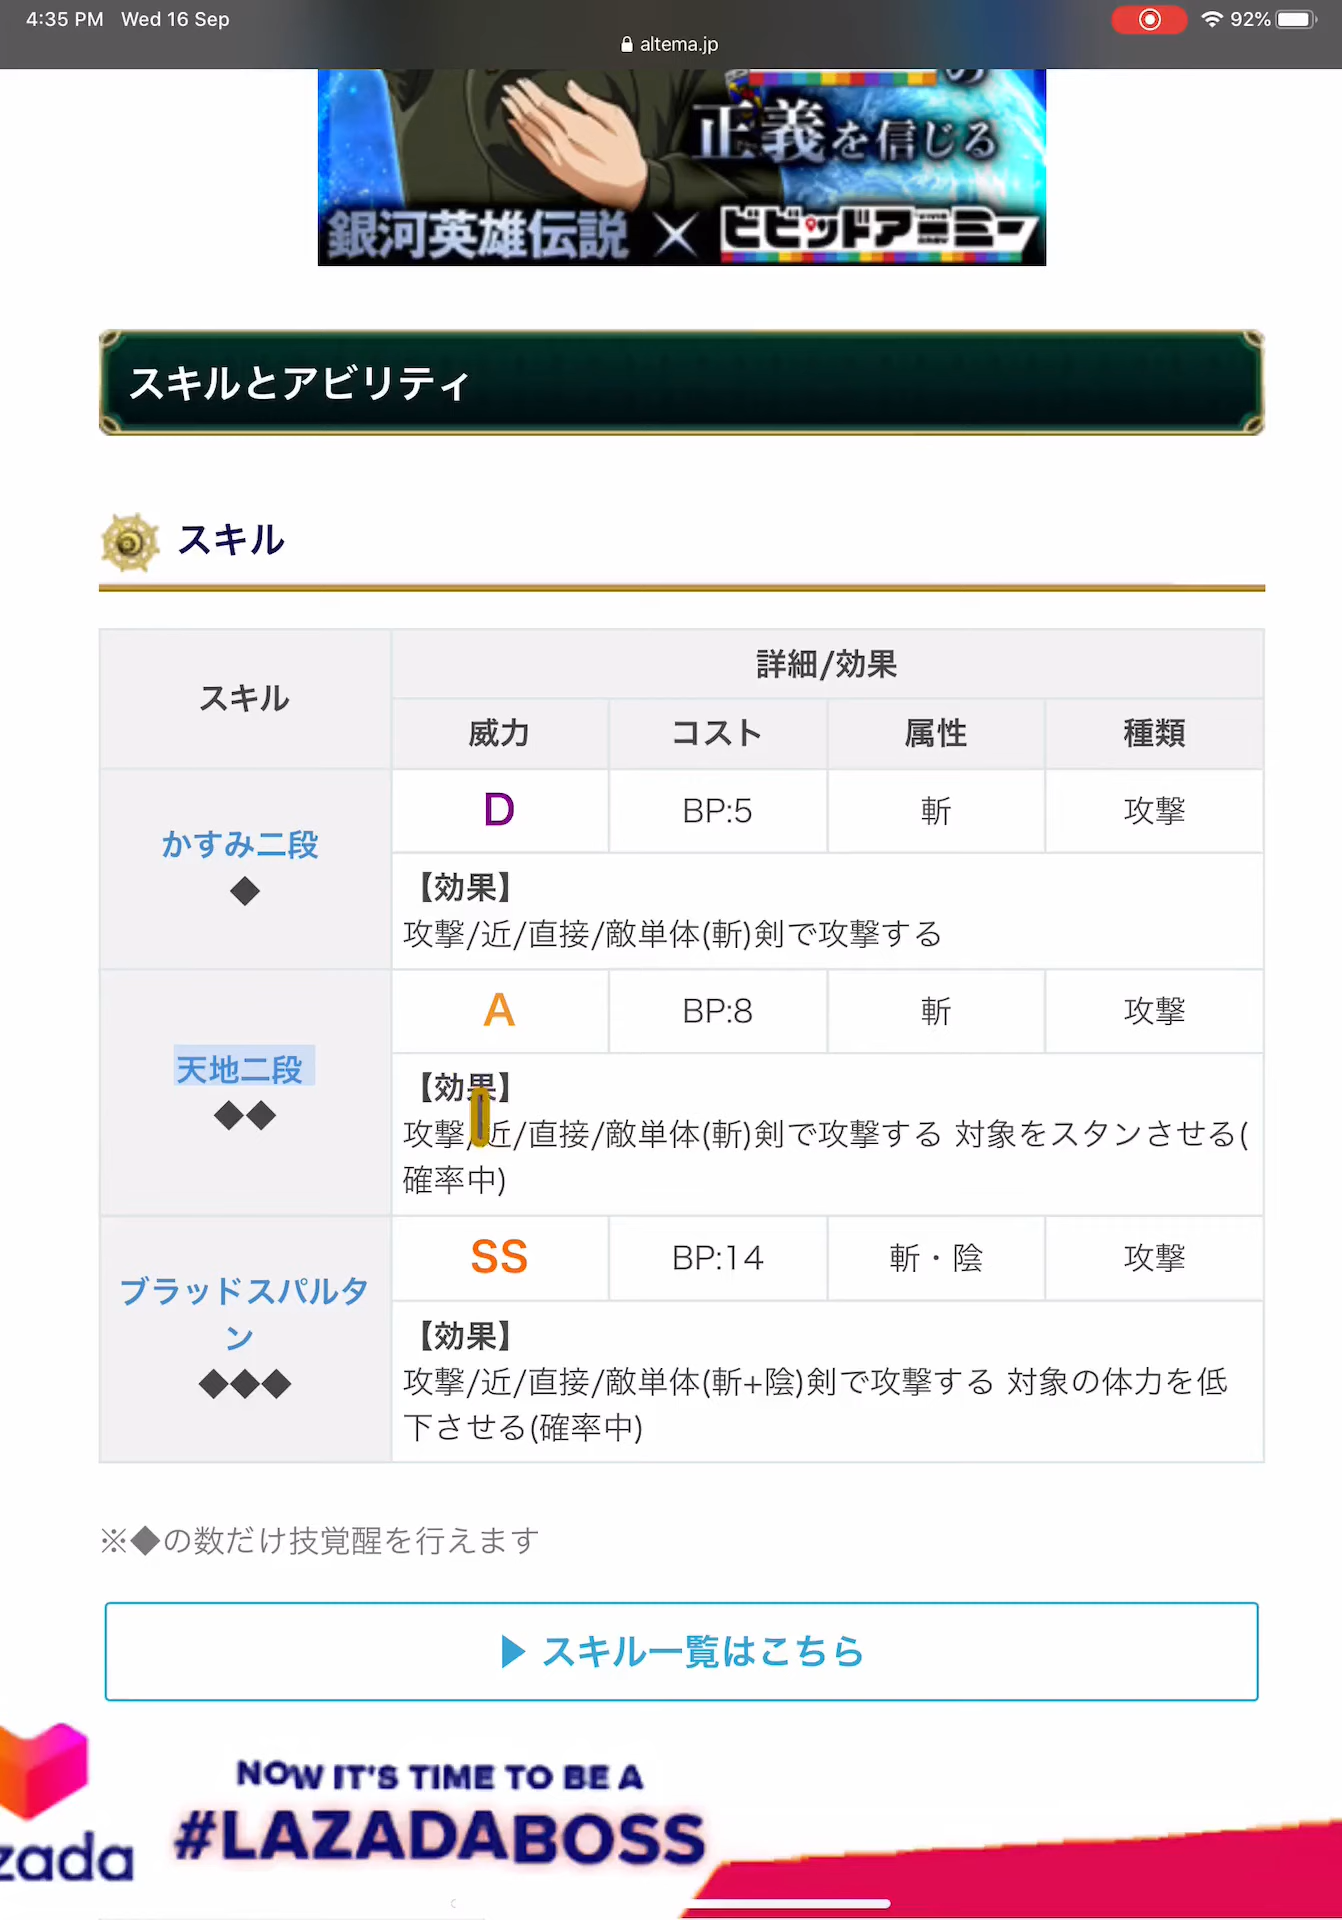 4:35 PM Wed 16 Sep
92%
altema.jp
の
正義を信じる
銀河英雄伝説 × ビビッドアーミー
スキルとアビリティ
スキル
スキル
詳細/効果
威力 コスト 属性 種類
かすみ二段
◆
D BP:5 斬 攻撃
【効果】
攻撃/近/直接/敵単体(斬)剣で攻撃する
天地二段
◆◆
A BP:8 斬 攻撃
【効果】
攻撃/近/直接/敵単体(斬)剣で攻撃する 対象をスタンさせる(
確率中)
ブラッドスパルタ
ン
◆◆◆
SS BP:14 斬・陰 攻撃
【効果】
攻撃/近/直接/敵単体(斬+陰)剣で攻撃する 対象の体力を低
下させる(確率中)
※◆の数だけ技覚醒を行えます
▶ スキル一覧はこちら
NOW IT'S TIME TO BE A
#LAZADABOSS
zada